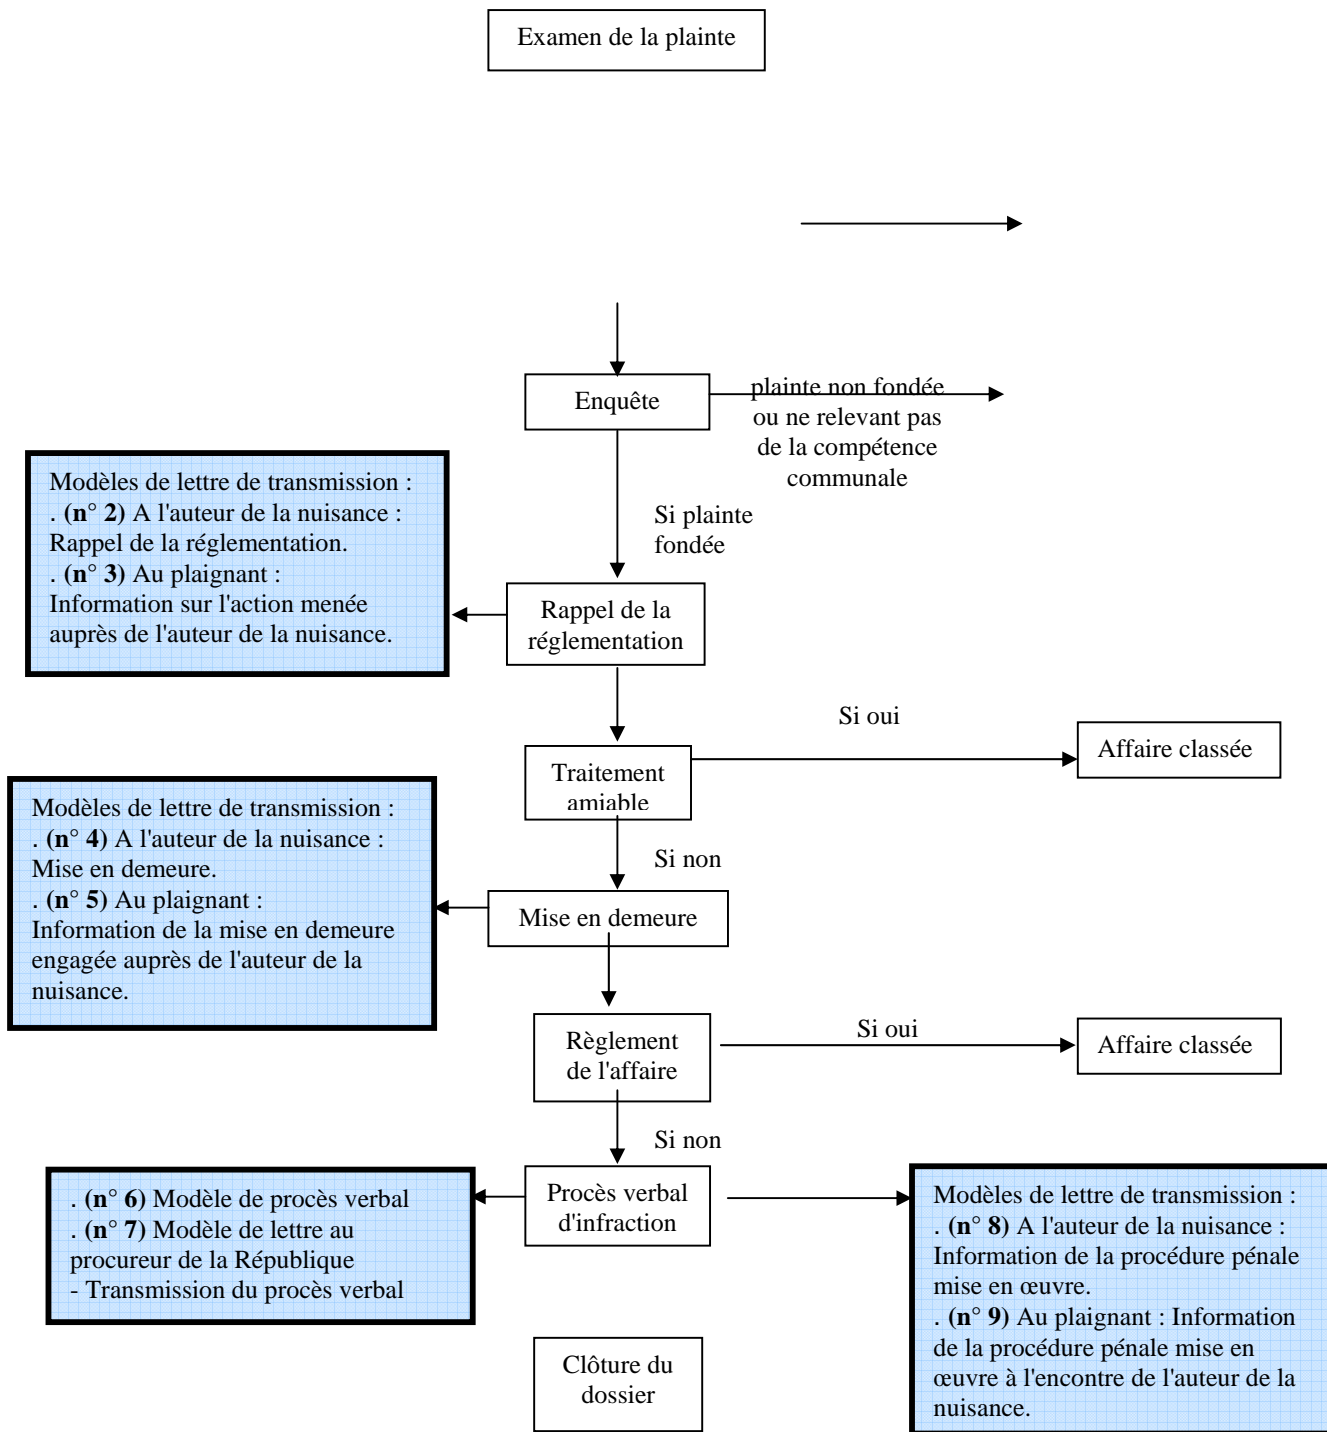 Examen de la plainte
Enquête
plainte non fondée
ou ne relevant pas
de la compétence
communale
Si plainte
fondée
Modèles de lettre de transmission :
. (n° 2) A l'auteur de la nuisance :
Rappel de la réglementation.
. (n° 3) Au plaignant :
Information sur l'action menée
auprès de l'auteur de la nuisance.
Rappel de la
réglementation
Si oui
Affaire classée
Traitement
amiable
Si non
Modèles de lettre de transmission :
. (n° 4) A l'auteur de la nuisance :
Mise en demeure.
. (n° 5) Au plaignant :
Information de la mise en demeure
engagée auprès de l'auteur de la
nuisance.
Mise en demeure
Règlement
de l'affaire
Si oui
Affaire classée
Si non
. (n° 6) Modèle de procès verbal
. (n° 7) Modèle de lettre au
procureur de la République
- Transmission du procès verbal
Procès verbal
d'infraction
Modèles de lettre de transmission :
. (n° 8) A l'auteur de la nuisance :
Information de la procédure pénale
mise en œuvre.
. (n° 9) Au plaignant : Information
de la procédure pénale mise en
œuvre à l'encontre de l'auteur de la
nuisance.
Clôture du
dossier